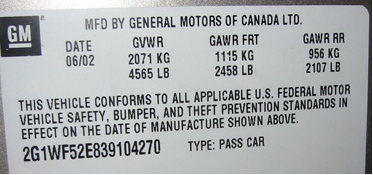 MFD BY GENERAL MOTORS OF CANADA LTD.
GM
DATE GVWR GAWR FRT GAWR RR
06/02 2071 KG 1115 KG 956 KG
4565 LB 2458 LB 2107 LB
THIS VEHICLE CONFORMS TO ALL APPLICABLE U.S. FEDERAL MOTOR
VEHICLE SAFETY, BUMPER, AND THEFT PREVENTION STANDARDS IN
EFFECT ON THE DATE OF MANUFACTURE SHOWN ABOVE.
2G1WF52E839104270 TYPE: PASS CAR